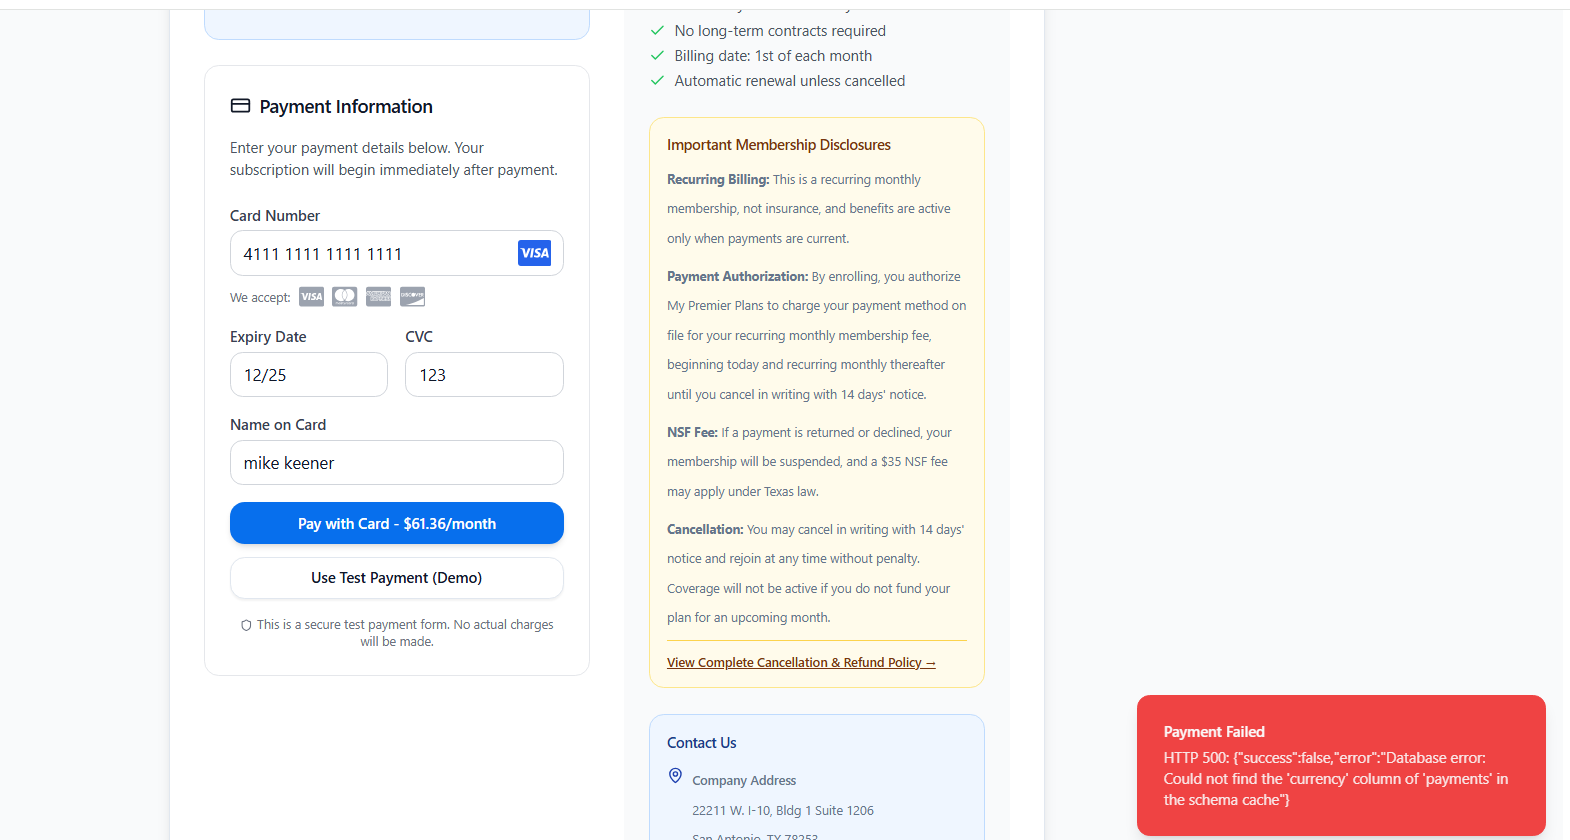 No long-term contracts required
Billing date: 1st of each month
Automatic renewal unless cancelled
Payment Information
Enter your payment details below. Your
subscription will begin immediately after payment.
Card Number
4111 1111 1111 1111
VISA
We accept:
VISA
DISCOVER
Expiry Date
CVC
12/25
123
Name on Card
mike keener
Pay with Card - $61.36/month
Use Test Payment (Demo)
This is a secure test payment form. No actual charges
will be made.
Important Membership Disclosures
Recurring Billing: This is a recurring monthly
membership, not insurance, and benefits are active
only when payments are current.
Payment Authorization: By enrolling, you authorize
My Premier Plans to charge your payment method on
file for your recurring monthly membership fee,
beginning today and recurring monthly thereafter
until you cancel in writing with 14 days' notice.
NSF Fee: If a payment is returned or declined, your
membership will be suspended, and a $35 NSF fee
may apply under Texas law.
Cancellation: You may cancel in writing with 14 days'
notice and rejoin at any time without penalty.
Coverage will not be active if you do not fund your
plan for an upcoming month.
View Complete Cancellation & Refund Policy →
Contact Us
Company Address
22211 W. I-10, Bldg 1 Suite 1206
San Antonio, TX 78253
Payment Failed
HTTP 500: {"success":false,"error":"Database error:
Could not find the 'currency' column of 'payments' in
the schema cache"}